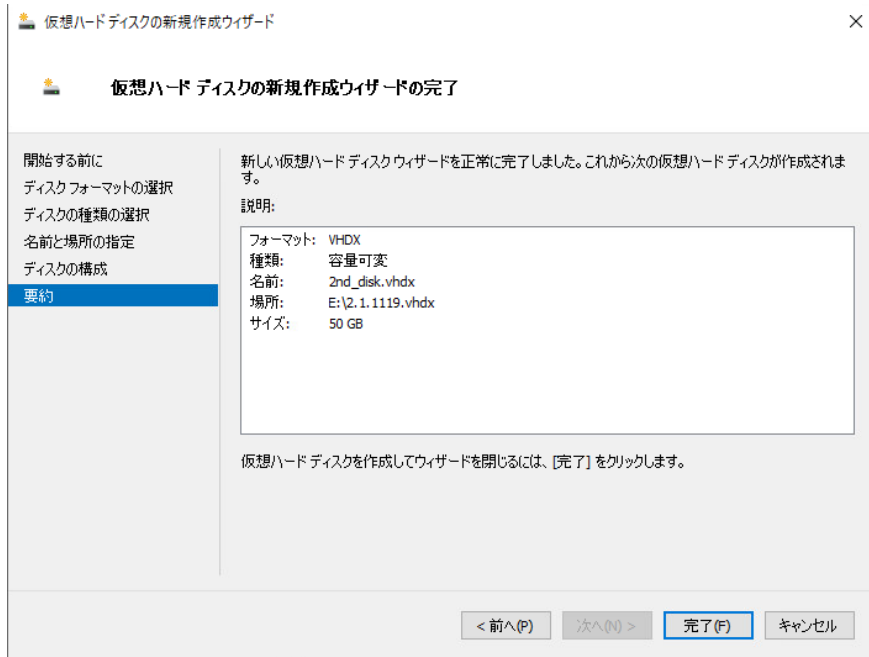 仮想ハード ディスクの新規作成ウィザード
仮想ハード ディスクの新規作成ウィザードの完了
開始する前に
ディスク フォーマットの選択
ディスクの種類の選択
名前と場所の指定
ディスクの構成
要約
新しい仮想ハード ディスク ウィザードを正常に完了しました。これから次の仮想ハード ディスクが作成されま
す。
説明:
フォーマット: VHDX
種類: 容量可変
名前: 2nd_disk.vhdx
場所: E:\2.1.1119.vhdx
サイズ: 50 GB
仮想ハード ディスクを作成してウィザードを閉じるには、[完了] をクリックします。
< 前へ(P) 次へ(N) > 完了(F) キャンセル